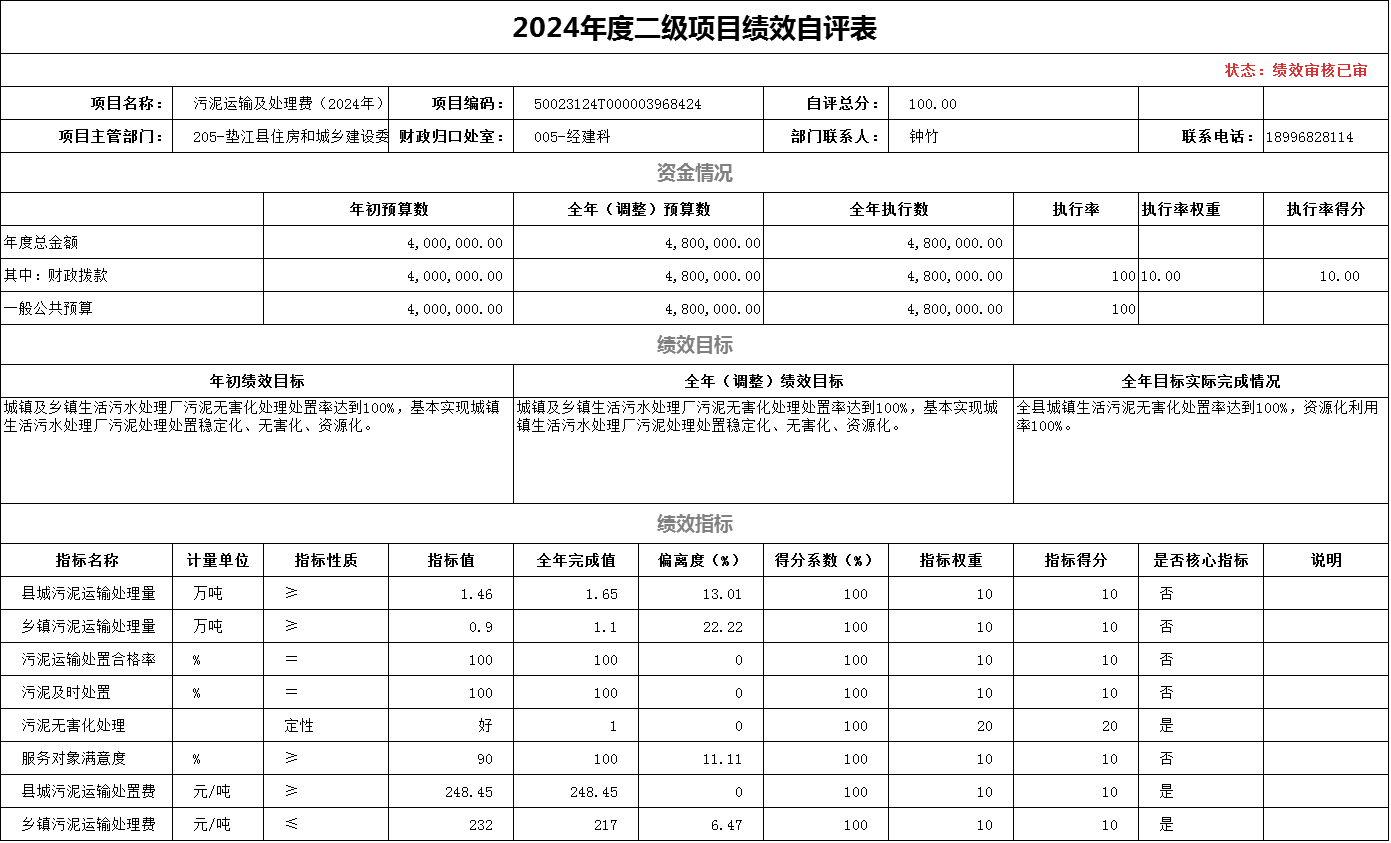 2024年度二级项目绩效自评表
状态：绩效审核已审
项目名称： 污泥运输及处理费（2024年） 项目编码： 50023124T000003968424 自评总分： 100.00
项目主管部门： 205-垫江县住房和城乡建设委 财政归口处室： 005-经建科 部门联系人： 钟竹 联系电话： 18996828114
资金情况
年初预算数 全年（调整）预算数 全年执行数 执行率 执行率权重 执行率得分
年度总金额 4,000,000.00 4,800,000.00 4,800,000.00
其中：财政拨款 4,000,000.00 4,800,000.00 4,800,000.00 100 10.00 10.00
一般公共预算 4,000,000.00 4,800,000.00 4,800,000.00 100
绩效目标
年初绩效目标 全年（调整）绩效目标 全年目标实际完成情况
城镇及乡镇生活污水处理厂污泥无害化处理处置率达到100%，基本实现城镇
生活污水处理厂污泥处理处置稳定化、无害化、资源化。
城镇及乡镇生活污水处理厂污泥无害化处理处置率达到100%，基本实现城
镇生活污水处理厂污泥处理处置稳定化、无害化、资源化。
全县城镇生活污泥无害化处置率达到100%，资源化利用
率100%。
绩效指标
指标名称 计量单位 指标性质 指标值 全年完成值 偏离度（%） 得分系数（%） 指标权重 指标得分 是否核心指标 说明
县城污泥运输处理量 万吨 ≥ 1.46 1.65 13.01 100 10 10 否
乡镇污泥运输处理量 万吨 ≥ 0.9 1.1 22.22 100 10 10 否
污泥运输处置合格率 % ＝ 100 100 0 100 10 10 否
污泥及时处置 % ＝ 100 100 0 100 10 10 否
污泥无害化处理 定性 好 1 0 100 20 20 是
服务对象满意度 % ≥ 90 100 11.11 100 10 10 否
县城污泥运输处置费 元/吨 ≥ 248.45 248.45 0 100 10 10 是
乡镇污泥运输处理费 元/吨 ≤ 232 217 6.47 100 10 10 是